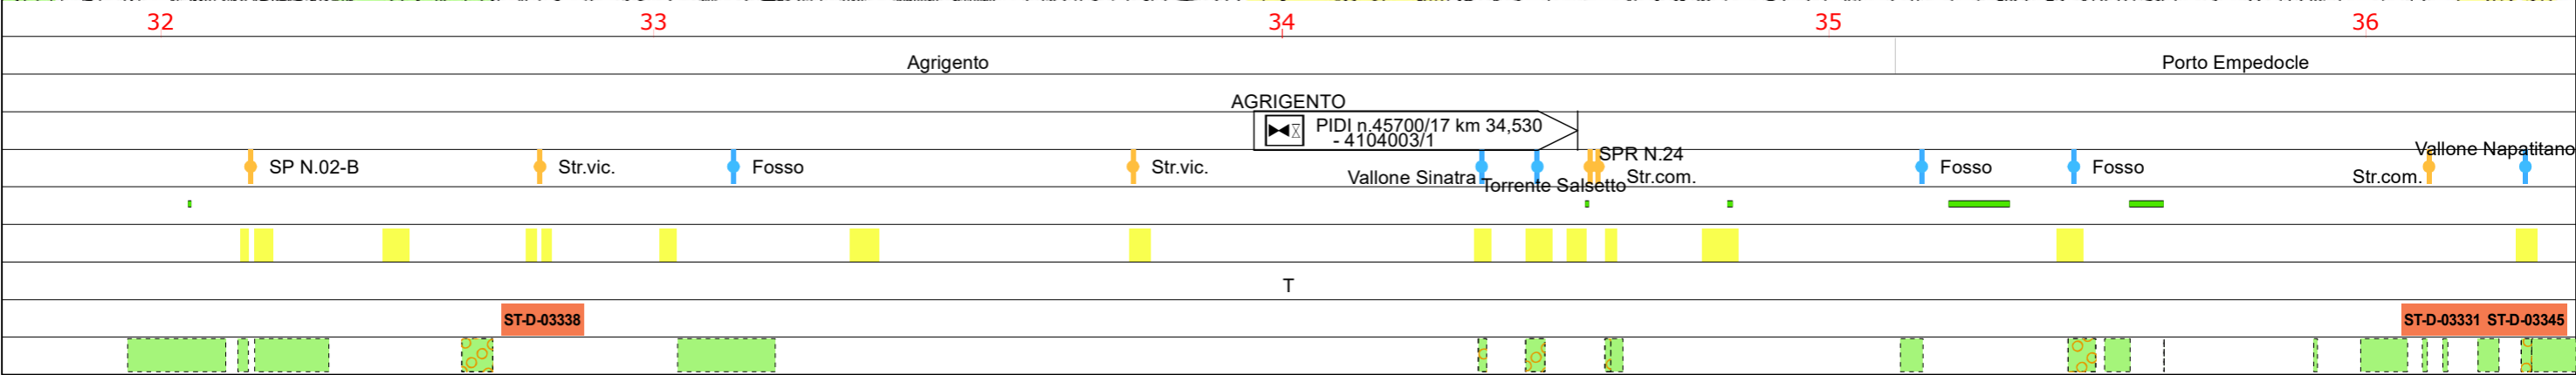 32 33 34 35 36
Agrigento Porto Empedocle
AGRIGENTO
PIDI n.45700/17 km 34,530
- 4104003/1
SP N.02-B Str.vic. Fosso Str.vic. Vallone Sinatra Torrente Salsetto SPR N.24 Str.com. Fosso Fosso Str.com. Vallone Napatitano
T
ST-D-03338 ST-D-03331 ST-D-03345